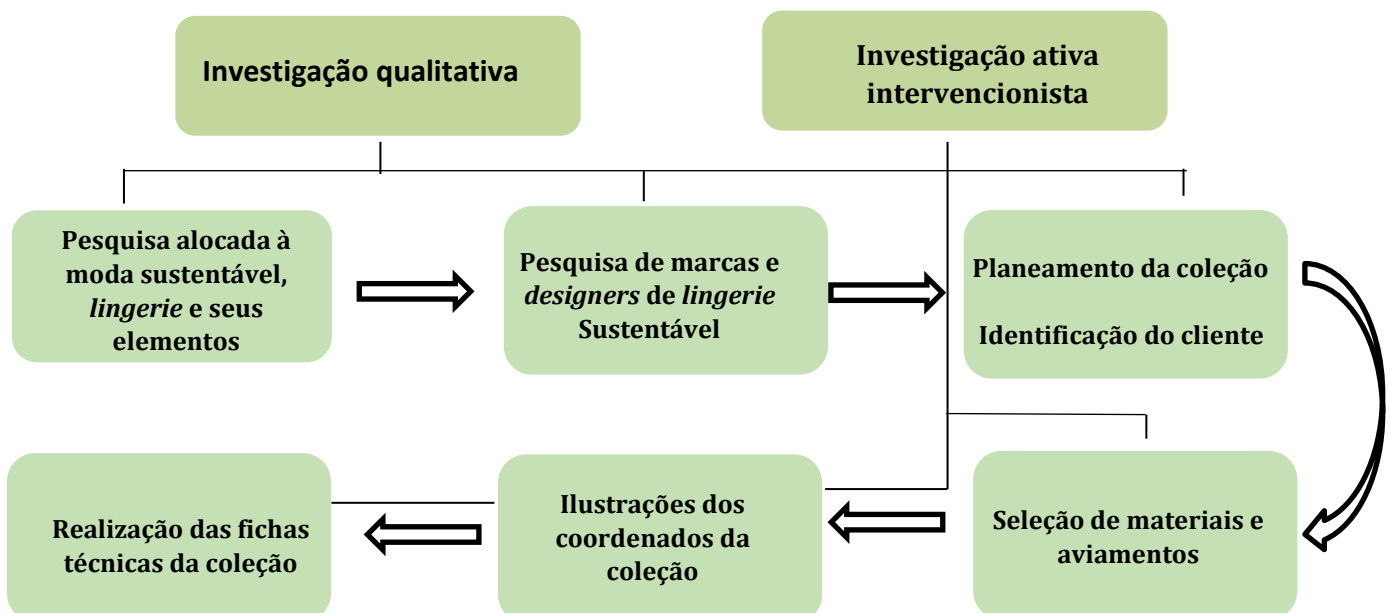 Investigação qualitativa
Investigação ativa
intervencionista
Pesquisa alocada à
moda sustentável,
lingerie e seus
elementos
Pesquisa de marcas e
designers de lingerie
Sustentável
Planeamento da coleção
Identificação do cliente
Realização das fichas
técnicas da coleção
Ilustrações dos
coordenados da
coleção
Seleção de materiais e
aviamentos